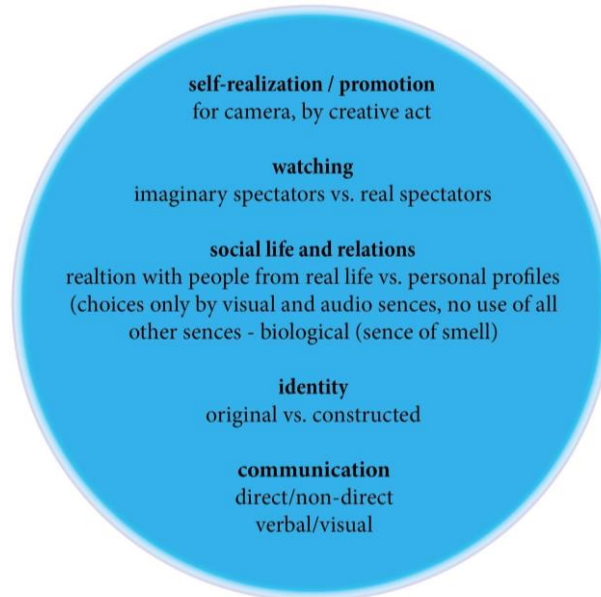 self-realization / promotion
for camera, by creative act
watching
imaginary spectators vs. real spectators
social life and relations
realtion with people from real life vs. personal profiles
(choices only by visual and audio sences, no use of all
other sences - biological (sence of smell)
identity
original vs. constructed
communication
direct/non-direct
verbal/visual